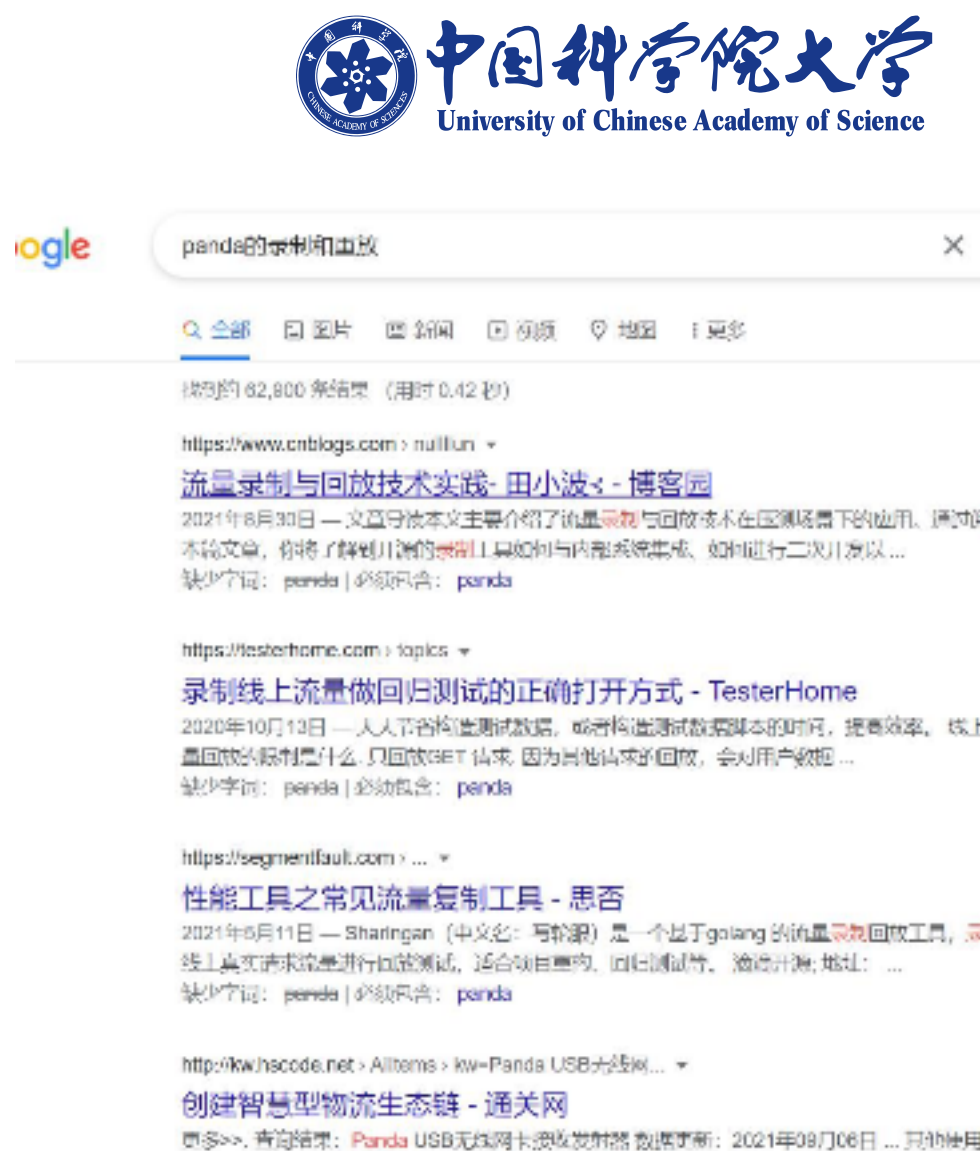 中国科学院
CHINESE ACADEMY OF SCIENCES
中国科学院大学
University of Chinese Academy of Science
ogle
panda的录制和重放
全部 图片 新闻 视频 地图 更多
找到约 62,800 条结果 (用时 0.42 秒)
https://www.cnblogs.com ›
流量录制与回放技术实践- 田小波< - 博客园
2021年8月30日 — 文章导读本文主要介绍了流量录制与回放技术在压测场景下的应用、通过
本篇文章,你将了解到开源的录制工具如何与内部系统集成、如何进行二次开发以 ...
缺少字词: panda | 必须包含: panda
https://testerhome.com › topics
录制线上流量做回归测试的正确打开方式 - TesterHome
2020年10月13日 — 大大节省构造测试数据,或者构造测试数据脚本的时间,提高效率。 线上
量回放的限制是什么. 只回放GET 请求. 因为其他请求的回放,会对用户数据 ...
缺少字词: panda | 必须包含: panda
https://segmentfault.com › ...
性能工具之常见流量复制工具 - 思否
2021年5月11日 — Sharingan(中文名:写轮眼)是一个基于golang 的流量录制回放工具,录
线上真实请求流量进行回放测试,适合项目重构、回归测试等。 滴滴开源; 地址: ...
缺少字词: panda | 必须包含: panda
http://kw.hscode.net › AllItems › kw=Panda USB无线网...
创建智慧型物流生态链 - 通关网
更多>>. 查询结果:Panda USB无线网卡接收发射器 数据更新:2021年09月06日 ... 只他使用